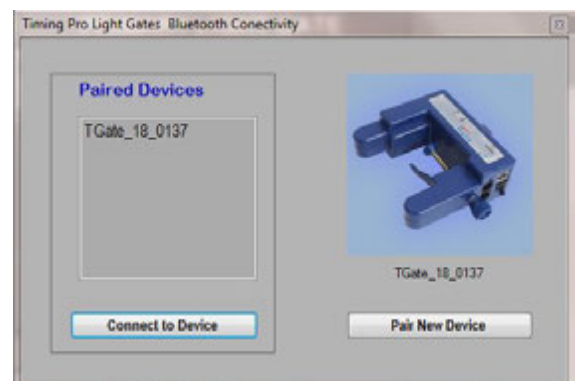 Timing Pro Light Gates Bluetooth Conectivity
Paired Devices
TGate_18_0137
Connect to Device
TGate_18_0137
Pair New Device